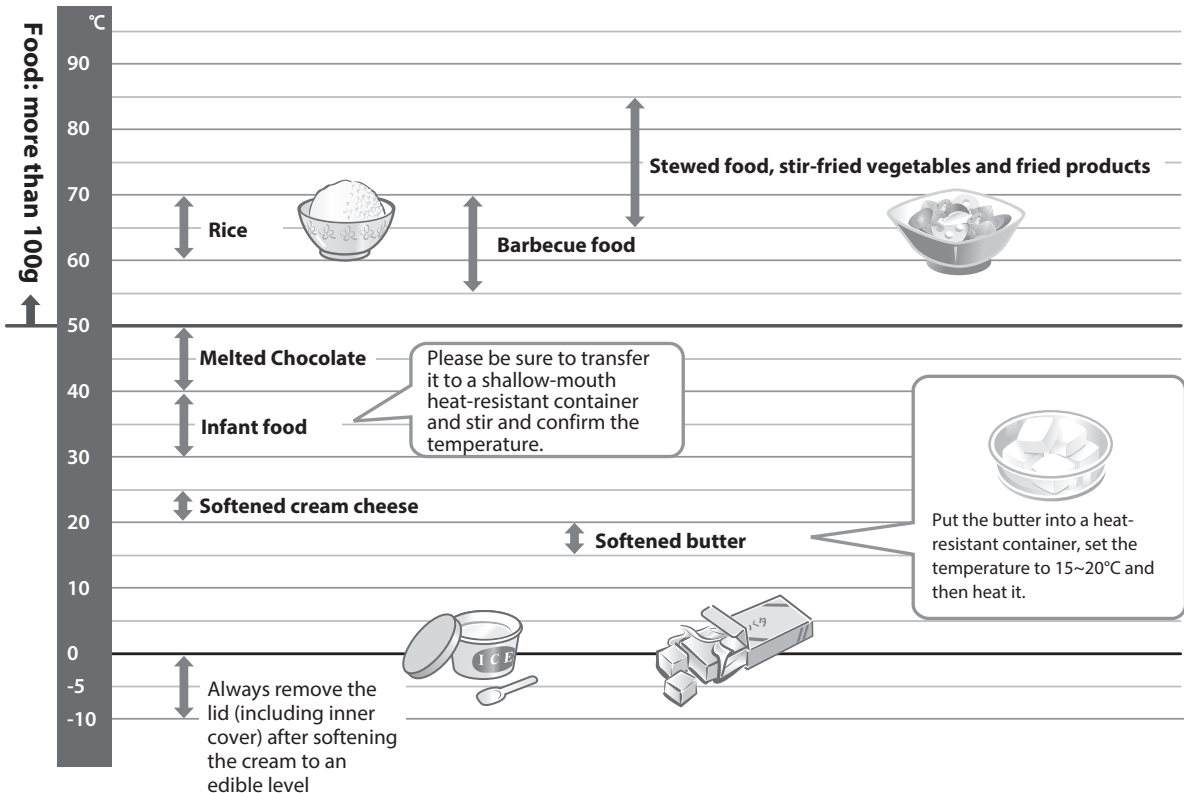 °C
Food: more than 100g
90
80
Stewed food, stir-fried vegetables and fried products
70
Rice
Barbecue food
60
50
Melted Chocolate
Please be sure to transfer
it to a shallow-mouth
heat-resistant container
and stir and confirm the
temperature.
40
Infant food
30
Softened cream cheese
20
Softened butter
Put the butter into a heat-
resistant container, set the
temperature to 15~20°C and
then heat it.
10
バタ
ICE
0
-5
-10
Always remove the
lid (including inner
cover) after softening
the cream to an
edible level